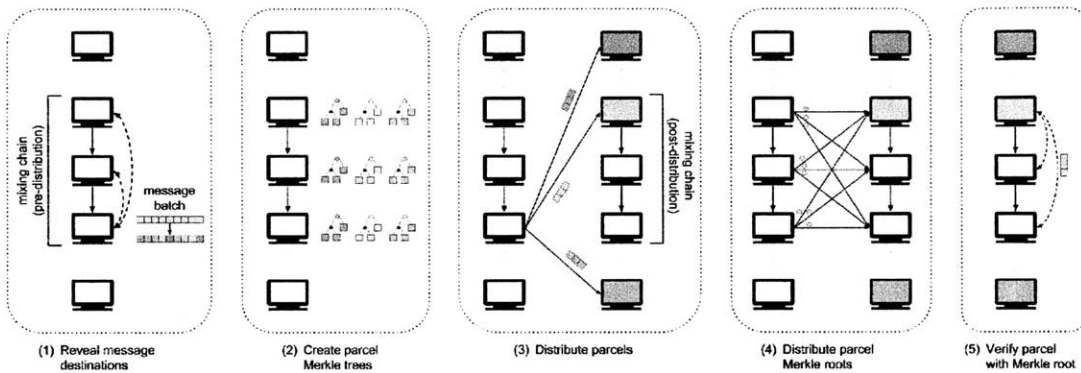 mixing chain
(pre-distribution)
message
batch
mixing chain
(post-distribution)
(1) Reveal message
destinations
(2) Create parcel
Merkle trees
(3) Distribute parcels
(4) Distribute parcel
Merkle roots
(5) Verify parcel
with Merkle root